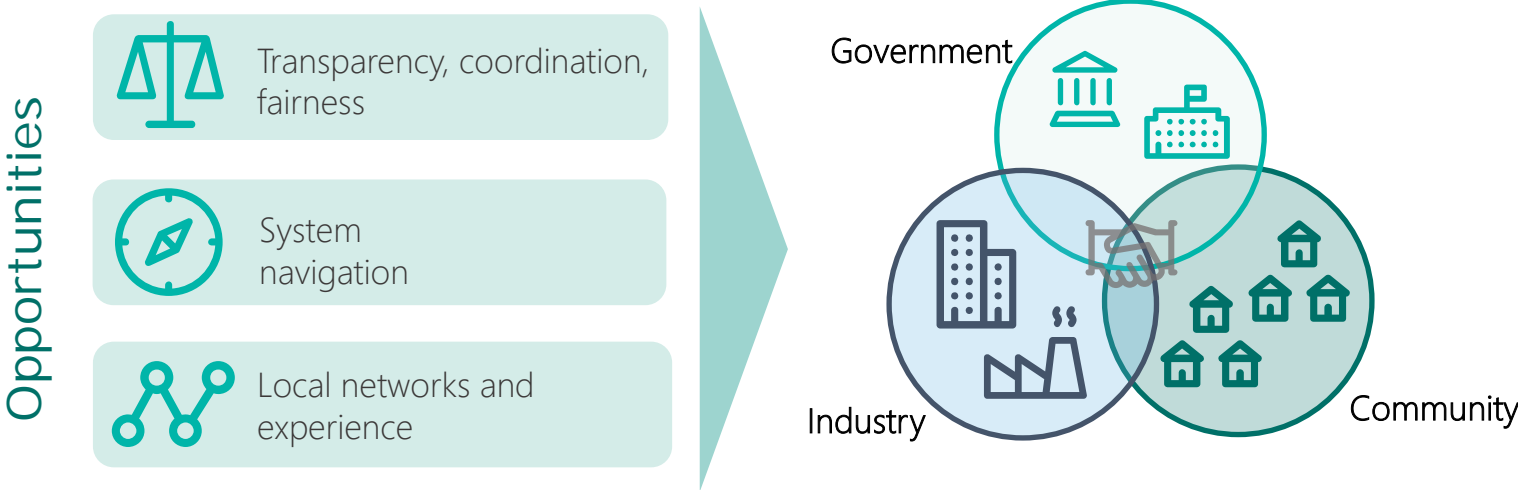 Opportunities
Transparency, coordination,
fairness
System
navigation
Local networks and
experience
Government
Industry
Community